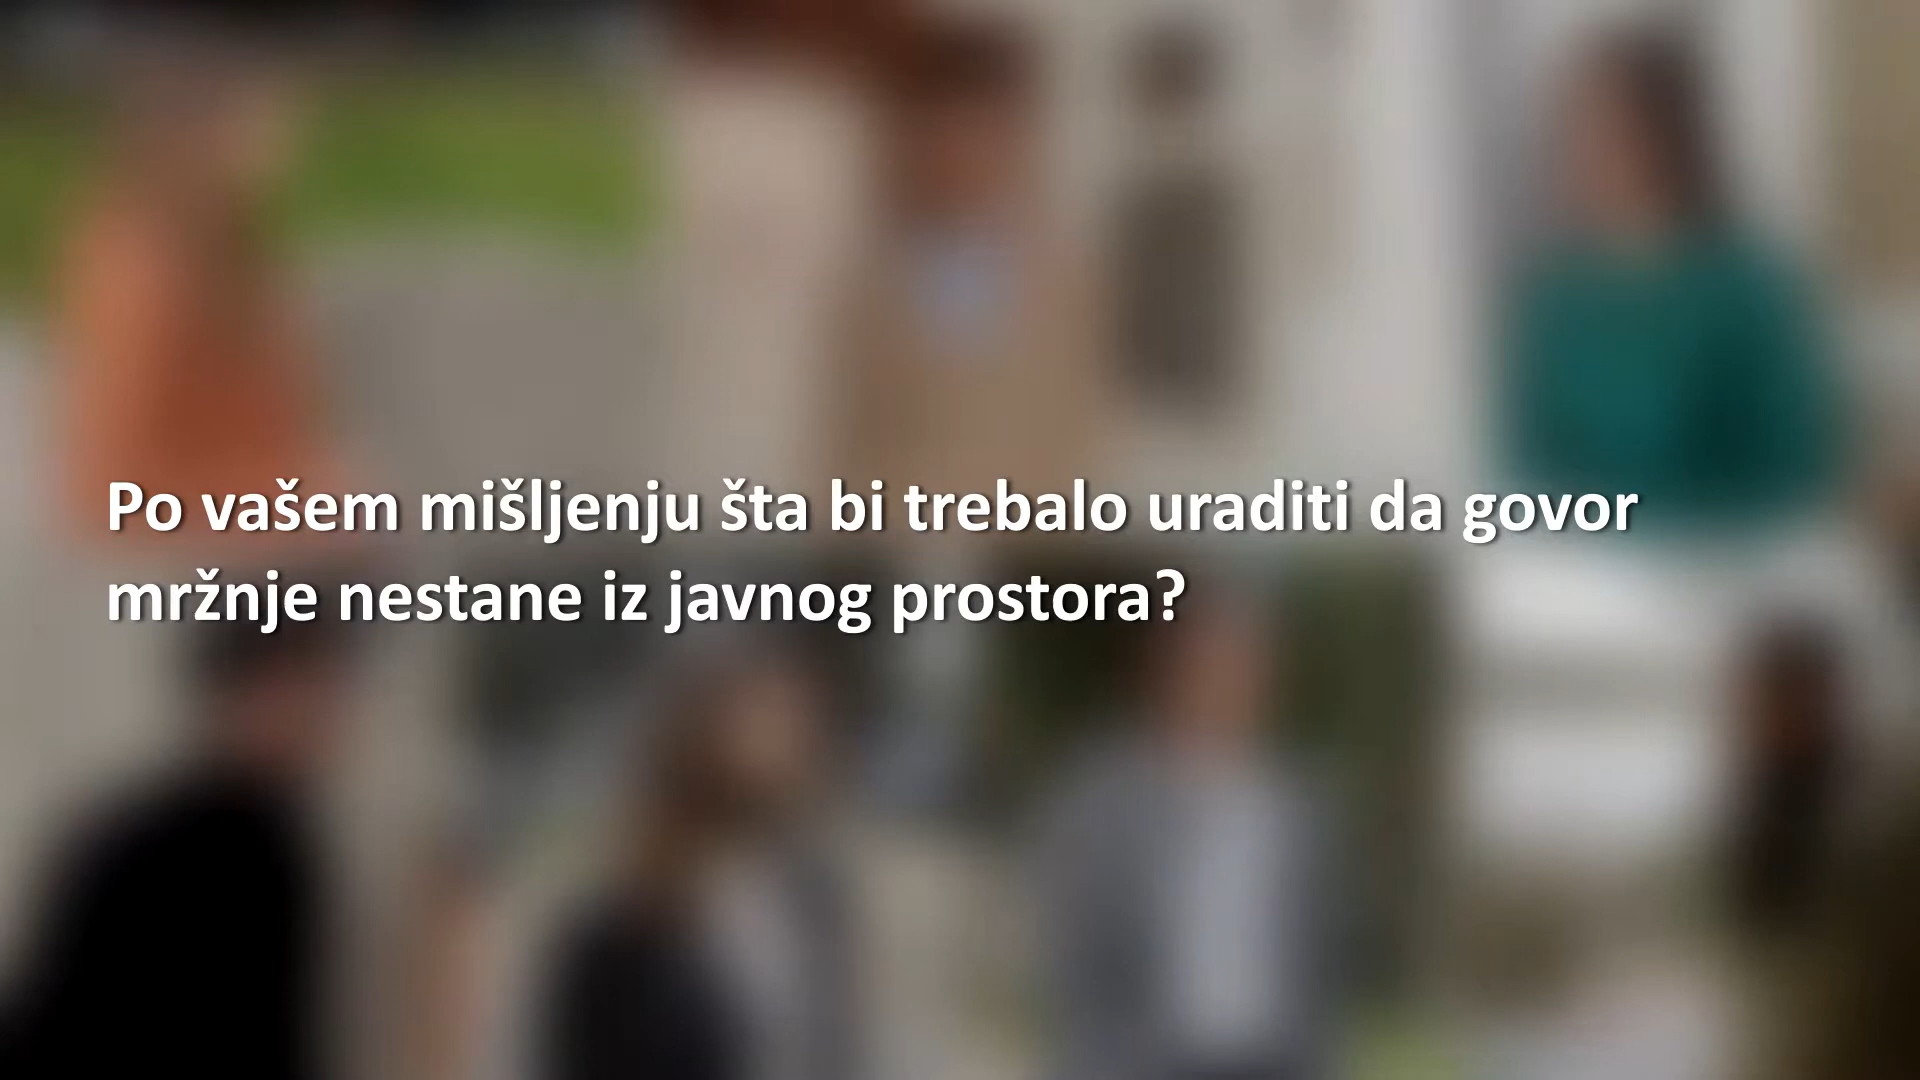 Po vašem mišljenju šta bi trebalo uraditi da govor
mržnje nestane iz javnog prostora?